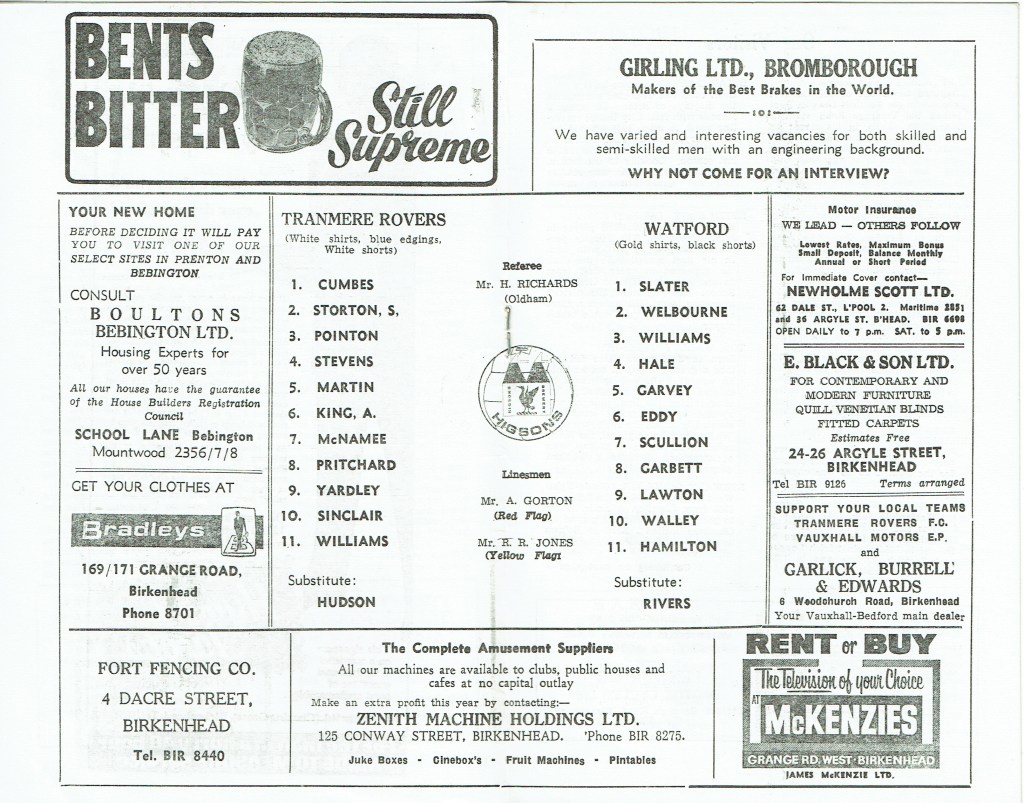 BENTS
BITTER
Still
Supreme
GIRLING LTD., BROMBOROUGH
Makers of the Best Brakes in the World.
We have varied and interesting vacancies for both skilled and
semi-skilled men with an engineering background.
WHY NOT COME FOR AN INTERVIEW?
YOUR NEW HOME
BEFORE DECIDING IT WILL PAY
YOU TO VISIT ONE OF OUR
SELECT SITES IN PRENTON AND
BEBINGTON
CONSULT
BOULTONS
BEBINGTON LTD.
Housing Experts for
over 50 years
All our houses have the guarantee
of the House Builders Registration
Council
SCHOOL LANE Bebington
Mountwood 2356/7/8
GET YOUR CLOTHES AT
Bradleys
169/171 GRANGE ROAD,
Birkenhead
Phone 8701
TRANMERE ROVERS
(White shirts, blue edgings,
White shorts)
1. CUMBES
2. STORTON, S,
3. POINTON
4. STEVENS
5. MARTIN
6. KING, A.
7. McNAMEE
8. PRITCHARD
9. YARDLEY
10. SINCLAIR
11. WILLIAMS
Substitute:
HUDSON
Referee
Mr. H. RICHARDS
(Oldham)
HIGSONS
Linesmen
Mr. A. GORTON
(Red Flag)
Mr. R. R. JONES
(Yellow Flag)
WATFORD
(Gold shirts, black shorts)
1. SLATER
2. WELBOURNE
3. WILLIAMS
4. HALE
5. GARVEY
6. EDDY
7. SCULLION
8. GARBETT
9. LAWTON
10. WALLEY
11. HAMILTON
Substitute:
RIVERS
Motor Insurance
WE LEAD — OTHERS FOLLOW
Lowest Rates, Maximum Bonus
Small Deposit, Balance Monthly
Annual or Short Period
For Immediate Cover contact—
NEWHOLME SCOTT LTD.
62 DALE ST., L'POOL 2. Maritime 2851
and 36 ARGYLE ST. B'HEAD. BIR 6698
OPEN DAILY to 7 p.m. SAT. to 5 p.m.
E. BLACK & SON LTD.
FOR CONTEMPORARY AND
MODERN FURNITURE
QUILL VENETIAN BLINDS
FITTED CARPETS
Estimates Free
24-26 ARGYLE STREET,
BIRKENHEAD
Tel BIR 9126 Terms arranged
SUPPORT YOUR LOCAL TEAMS
TRANMERE ROVERS F.C.
VAUXHALL MOTORS E.P.
and
GARLICK, BURRELL
& EDWARDS
6 Woodchurch Road, Birkenhead
Your Vauxhall-Bedford main dealer
FORT FENCING CO.
4 DACRE STREET,
BIRKENHEAD
Tel. BIR 8440
The Complete Amusement Suppliers
All our machines are available to clubs, public houses and
cafes at no capital outlay
Make an extra profit this year by contacting:—
ZENITH MACHINE HOLDINGS LTD.
125 CONWAY STREET, BIRKENHEAD. 'Phone BIR 8275.
Juke Boxes - Cinebox's - Fruit Machines - Pintables
RENT or BUY
The Television of your Choice
AT
McKENZIES
GRANGE RD. WEST · BIRKENHEAD
JAMES McKENZIE LTD.